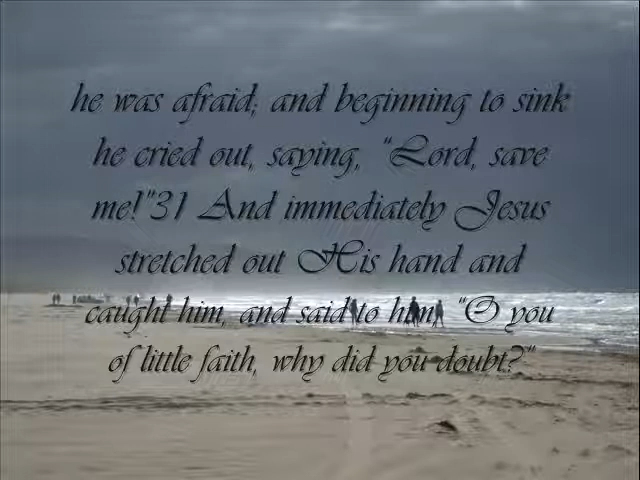 he was afraid; and beginning to sink
he cried out, saying, "Lord, save
me!"31 And immediately Jesus
stretched out His hand and
caught him, and said to him, "O you
of little faith, why did you doubt?"